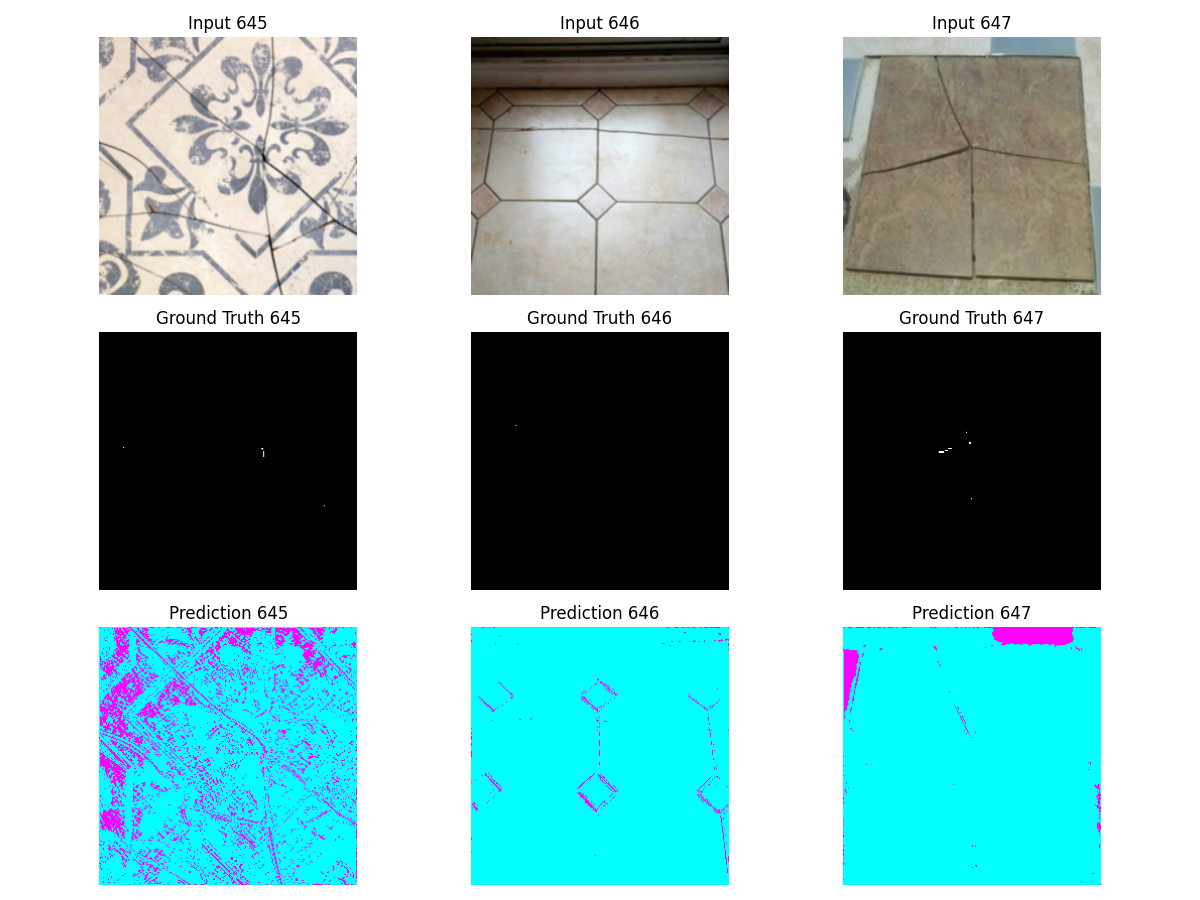 Input 645
Input 646
Input 647
Ground Truth 645
Ground Truth 646
Ground Truth 647
Prediction 645
Prediction 646
Prediction 647